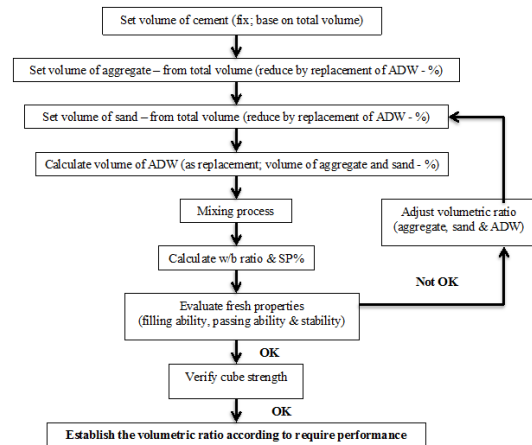 Set volume of cement (fix; base on total volume)
Set volume of aggregate – from total volume (reduce by replacement of ADW - %)
Set volume of sand – from total volume (reduce by replacement of ADW - %)
Calculate volume of ADW (as replacement; volume of aggregate and sand - %)
Mixing process
Adjust volumetric ratio
(aggregate, sand & ADW)
Calculate w/b ratio & SP%
Not OK
Evaluate fresh properties
(filling ability, passing ability & stability)
OK
Verify cube strength
OK
Establish the volumetric ratio according to require performance